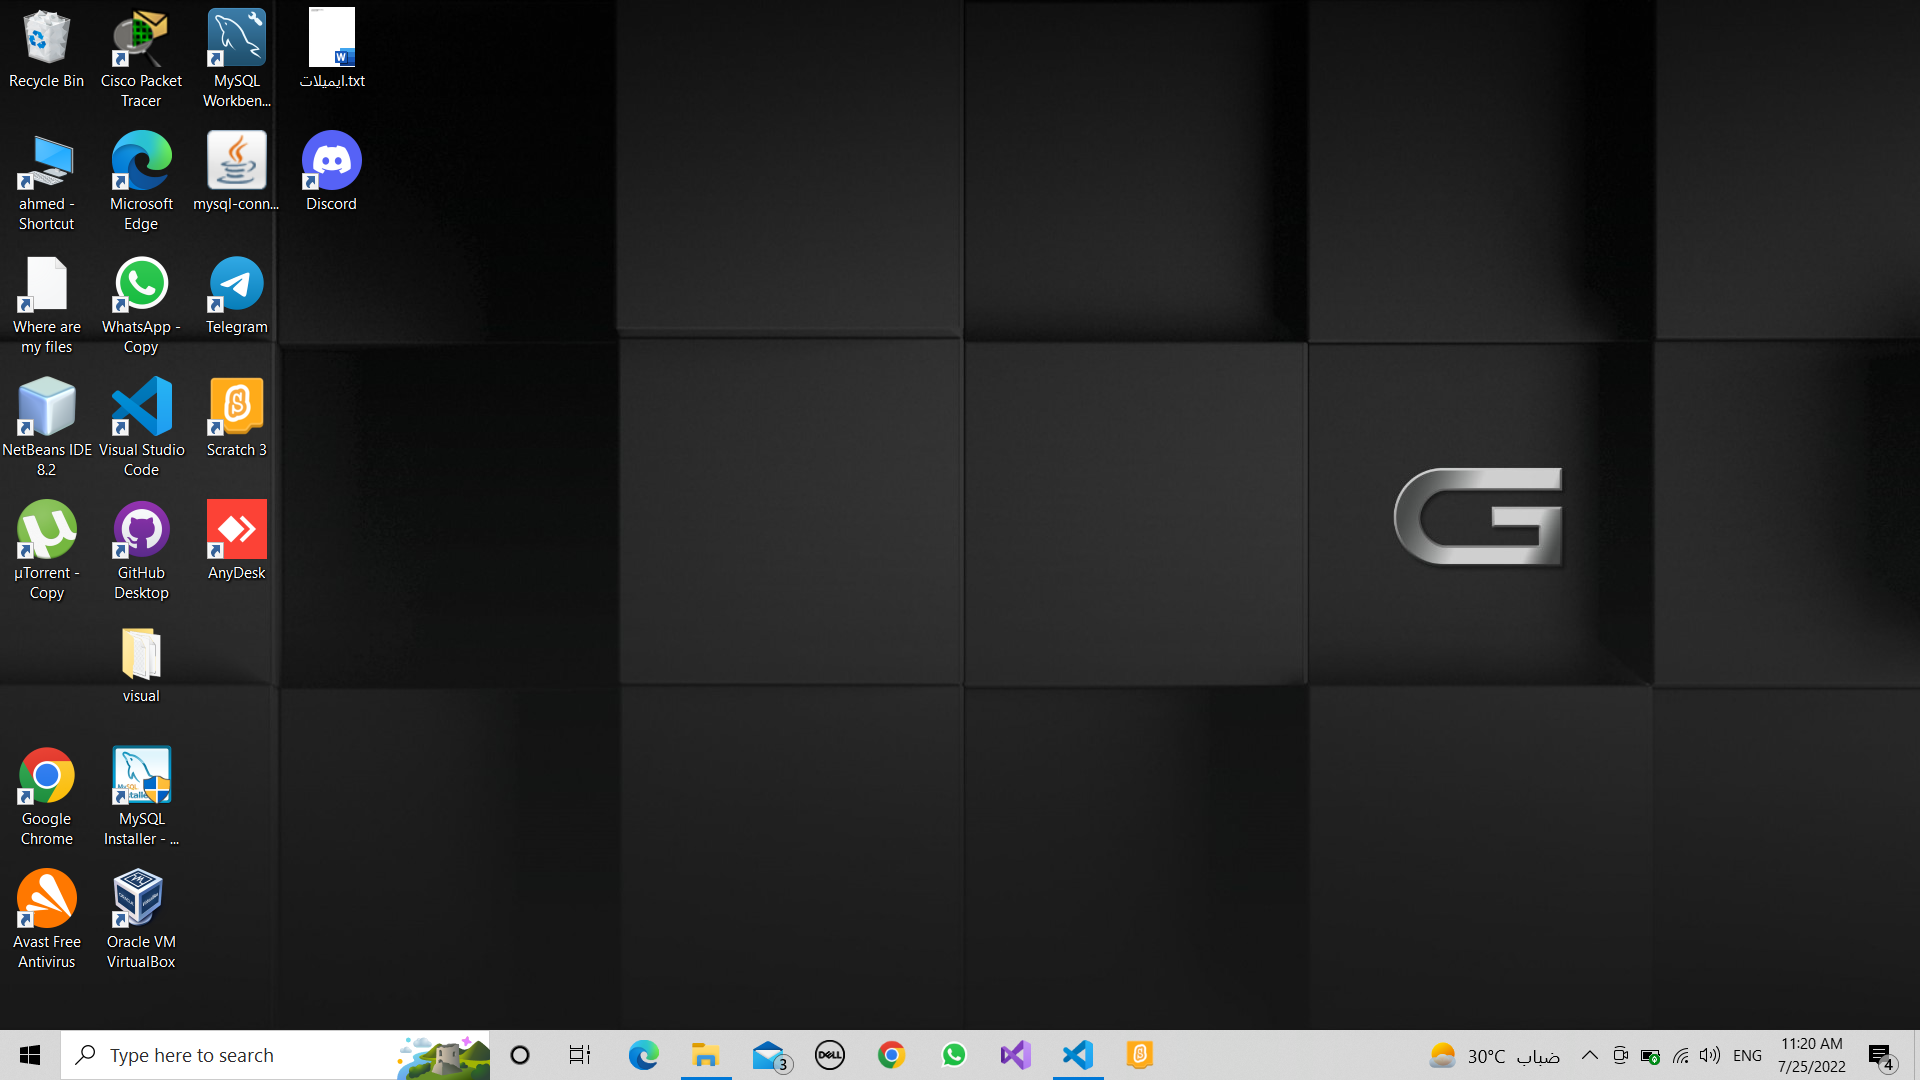 Recycle Bin
Cisco Packet
Tracer
MySQL
Workben...
ايميلات.txt
ahmed -
Shortcut
Microsoft
Edge
mysql-conn...
Discord
Where are
my files
WhatsApp -
Copy
Telegram
NetBeans IDE
8.2
Visual Studio
Code
Scratch 3
µTorrent -
Copy
GitHub
Desktop
AnyDesk
visual
Google
Chrome
MySQL
Installer - ...
Avast Free
Antivirus
Oracle VM
VirtualBox
G
Type here to search
3
DELL
30°C ضباب
ENG
11:20 AM
7/25/2022
4